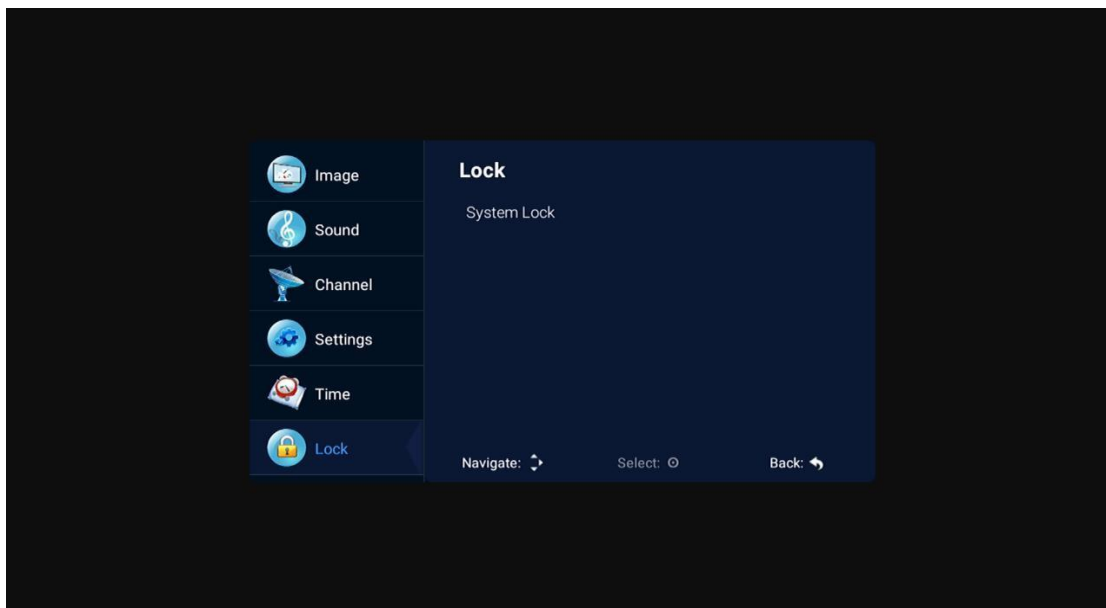 Image
Sound
Channel
Settings
Time
Lock
Lock
System Lock
Navigate: Select: Back: